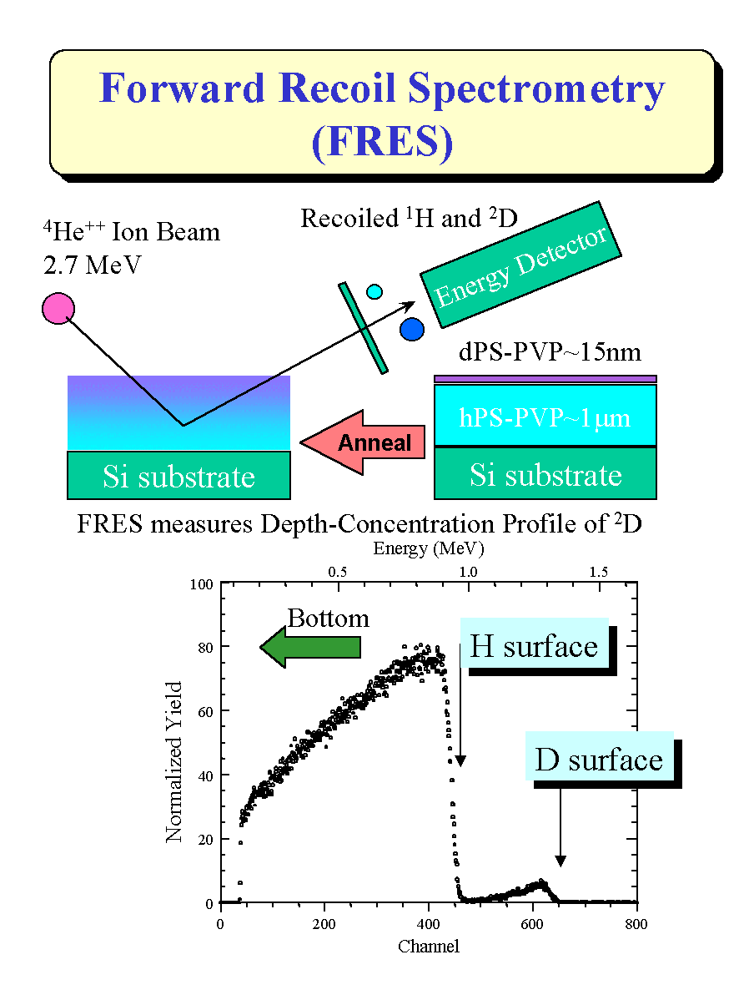 Forward Recoil Spectrometry
(FRES)
⁴He⁺⁺ Ion Beam
2.7 MeV
Recoiled ¹H and ²D
Energy Detector
dPS-PVP~15nm
hPS-PVP~1μm
Anneal
Si substrate
Si substrate
FRES measures Depth-Concentration Profile of ²D
Energy (MeV)
0.5 1.0 1.5
100
80
60
40
20
0
Normalized Yield
Bottom
H surface
D surface
0 200 400 600 800
Channel